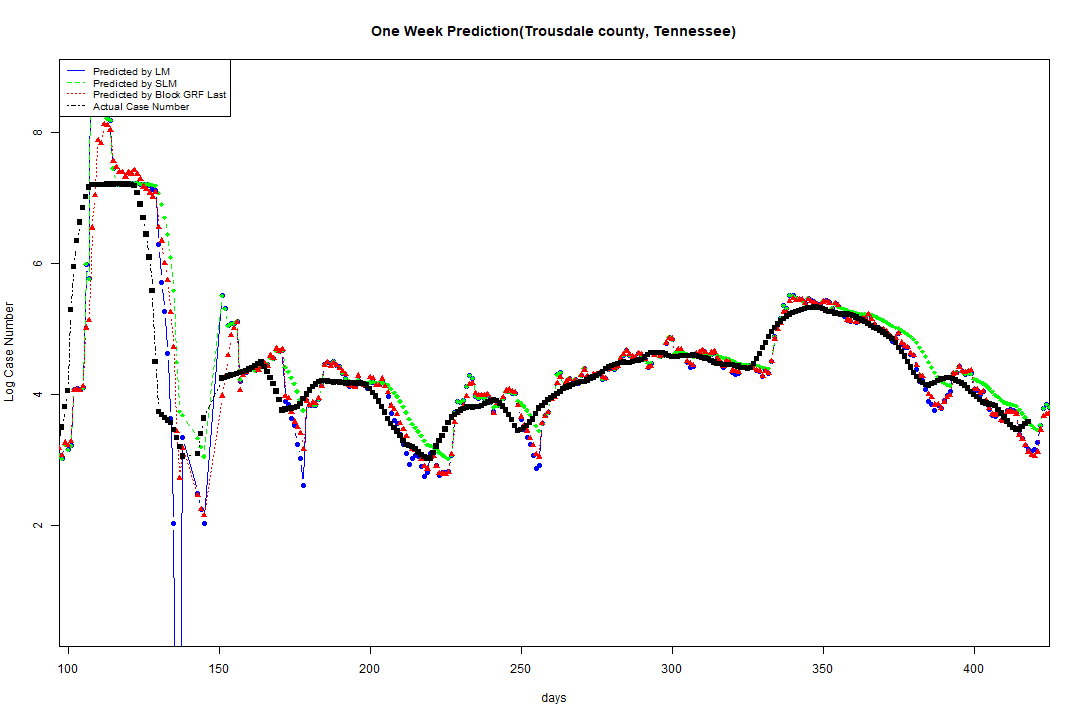 One Week Prediction(Trousdale county, Tennessee)
Predicted by LM
Predicted by SLM
Predicted by Block GRF Last
Actual Case Number
Log Case Number
8
6
4
2
100 150 200 250 300 350 400
days